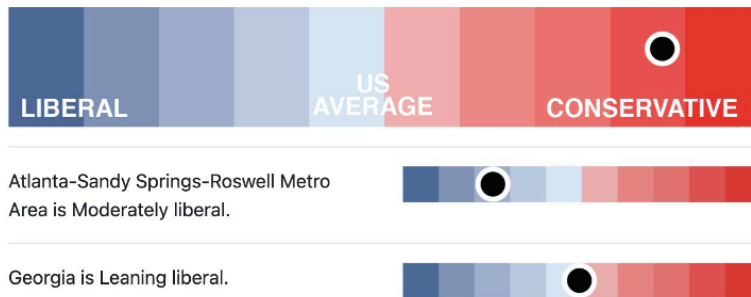 US
LIBERAL AVERAGE CONSERVATIVE
Atlanta-Sandy Springs-Roswell Metro
Area is Moderately liberal.
Georgia is Leaning liberal.